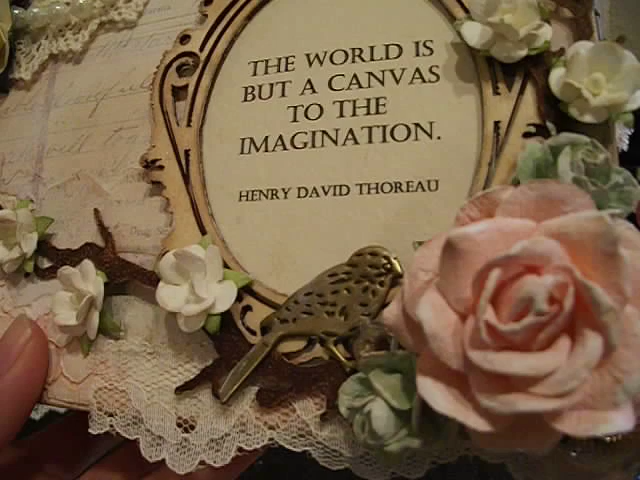 THE WORLD IS
BUT A CANVAS
TO THE
IMAGINATION.
HENRY DAVID THOREAU